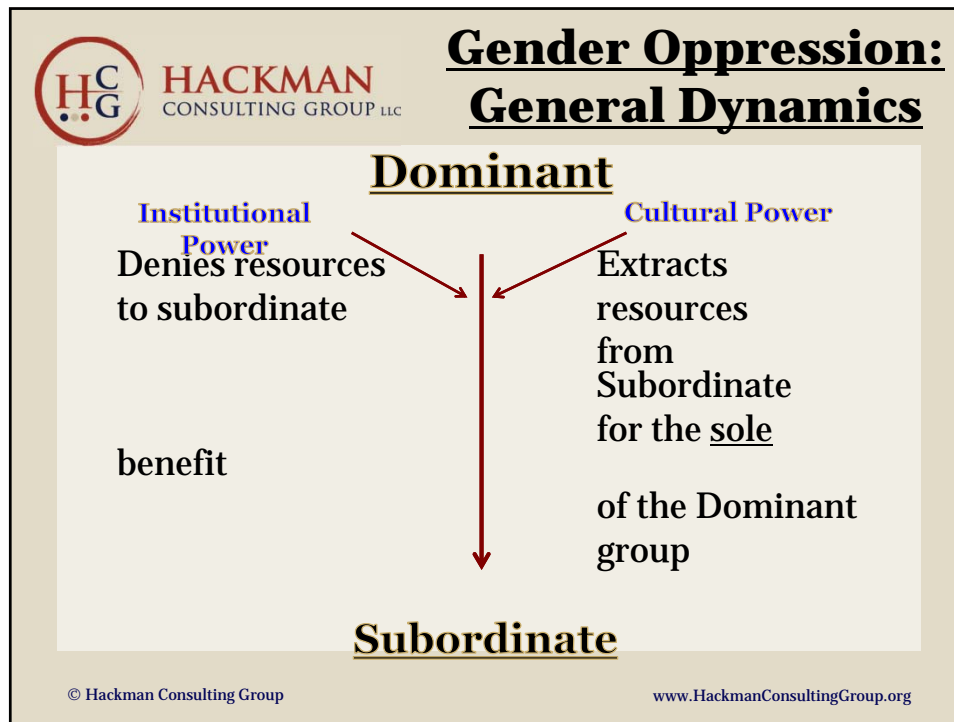 HCG
HACKMAN
CONSULTING GROUP LLC
Gender Oppression:
General Dynamics
Dominant
Institutional
Power
Cultural Power
Denies resources
to subordinate
Extracts
resources
from
Subordinate
for the sole
benefit
of the Dominant
group
Subordinate
© Hackman Consulting Group
www.HackmanConsultingGroup.org